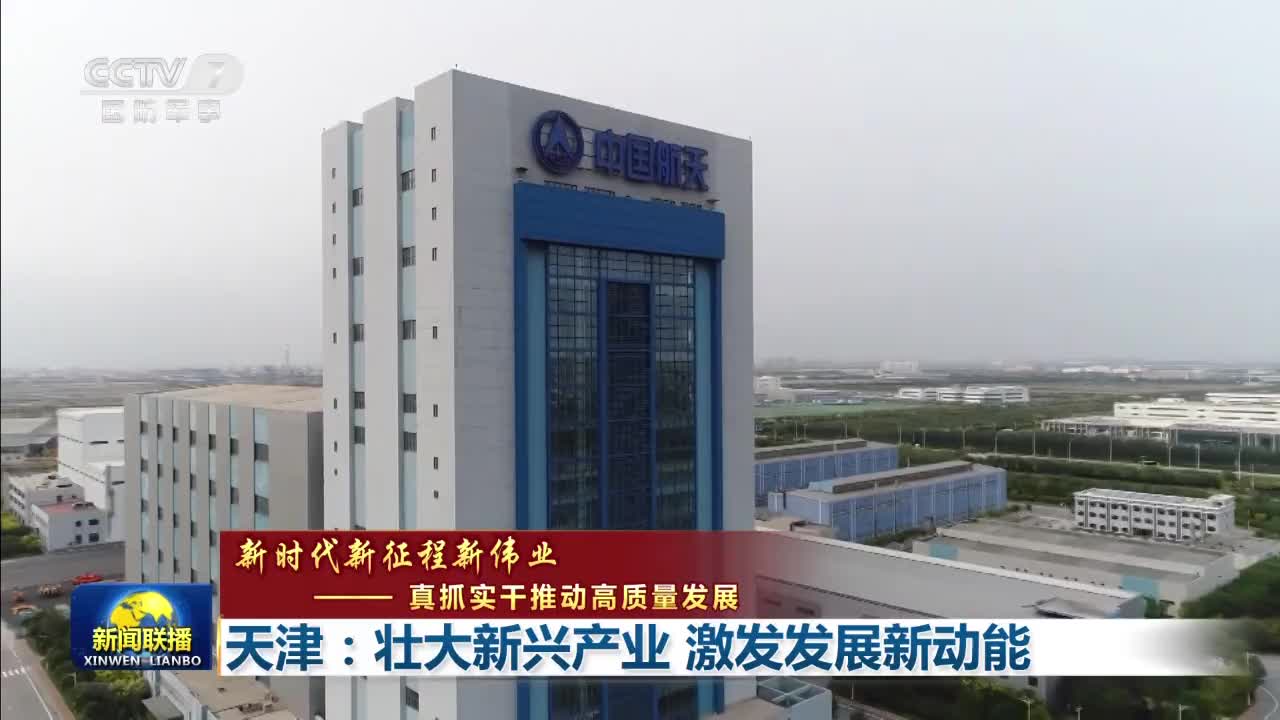 CCTV 7
国防军事
中国航天
新时代新征程新伟业
—— 真抓实干推动高质量发展
新闻联播
XINWEN LIANBO
天津：壮大新兴产业 激发发展新动能